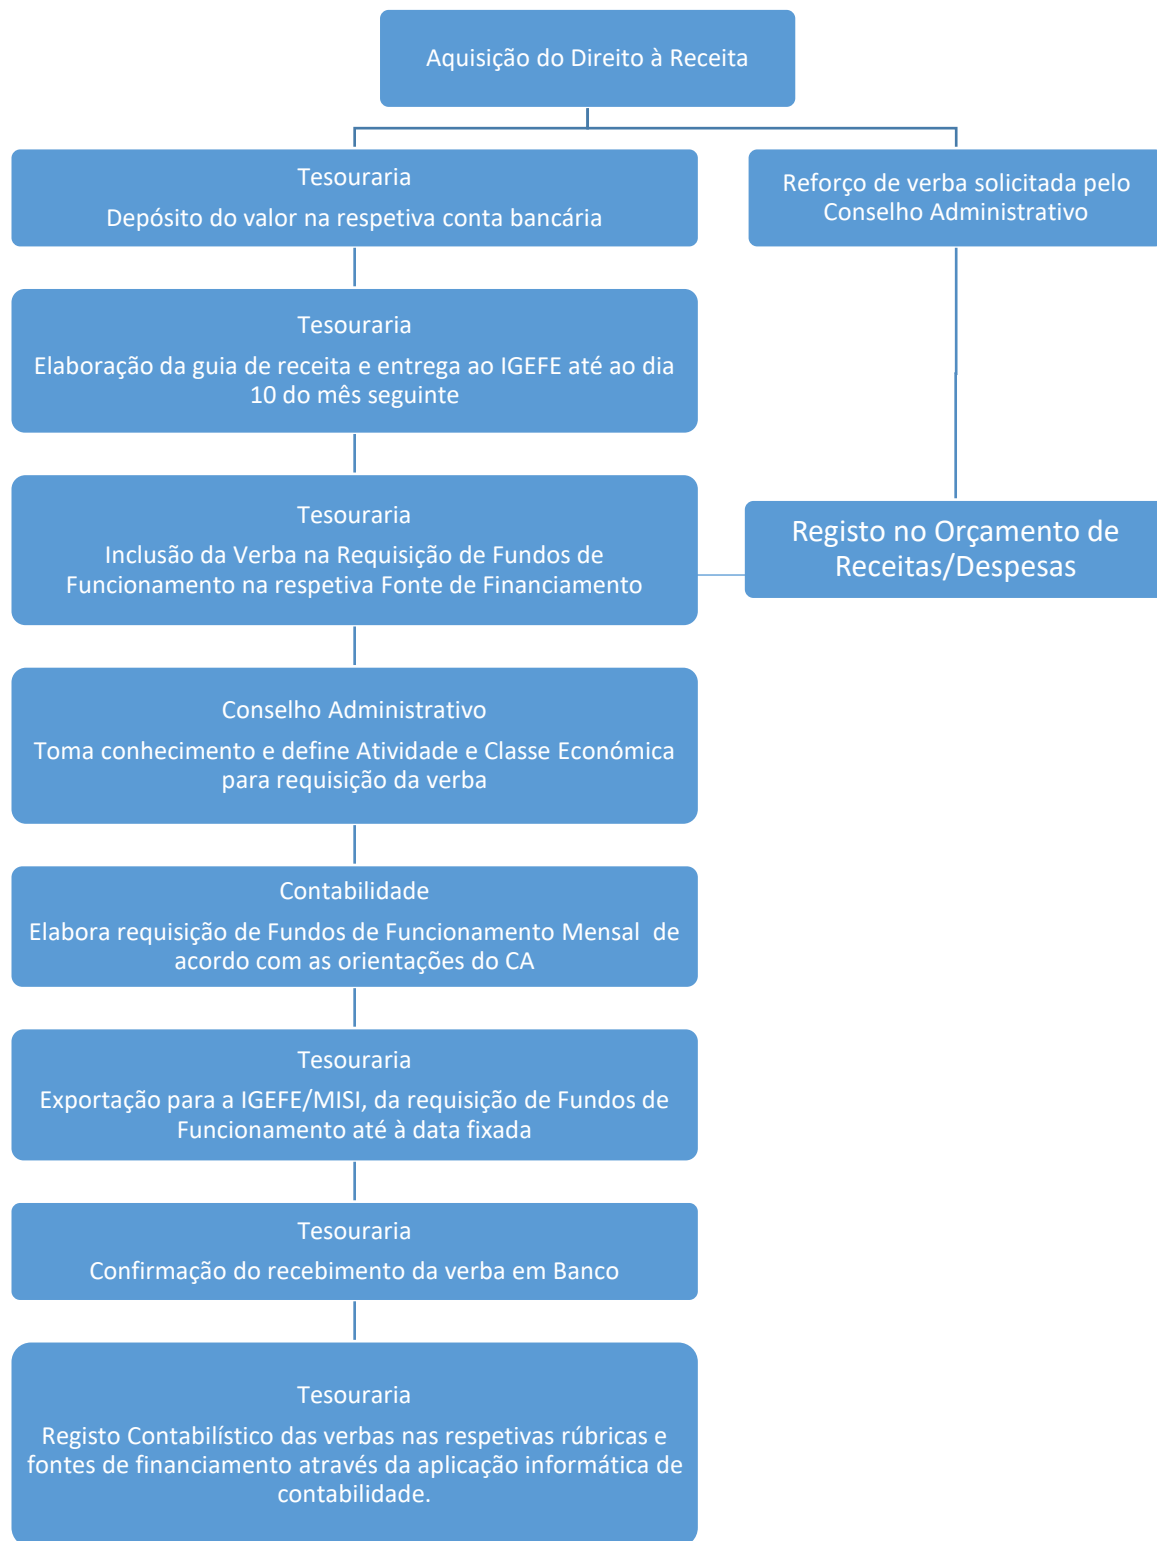 Aquisição do Direito à Receita
Tesouraria
Depósito do valor na respetiva conta bancária
Reforço de verba solicitada pelo
Conselho Administrativo
Tesouraria
Elaboração da guia de receita e entrega ao IGEFE até ao dia
10 do mês seguinte
Tesouraria
Inclusão da Verba na Requisição de Fundos de
Funcionamento na respetiva Fonte de Financiamento
Registo no Orçamento de
Receitas/Despesas
Conselho Administrativo
Toma conhecimento e define Atividade e Classe Económica
para requisição da verba
Contabilidade
Elabora requisição de Fundos de Funcionamento Mensal de
acordo com as orientações do CA
Tesouraria
Exportação para a IGEFE/MISI, da requisição de Fundos de
Funcionamento até à data fixada
Tesouraria
Confirmação do recebimento da verba em Banco
Tesouraria
Registo Contabilístico das verbas nas respetivas rúbricas e
fontes de financiamento através da aplicação informática de
contabilidade.